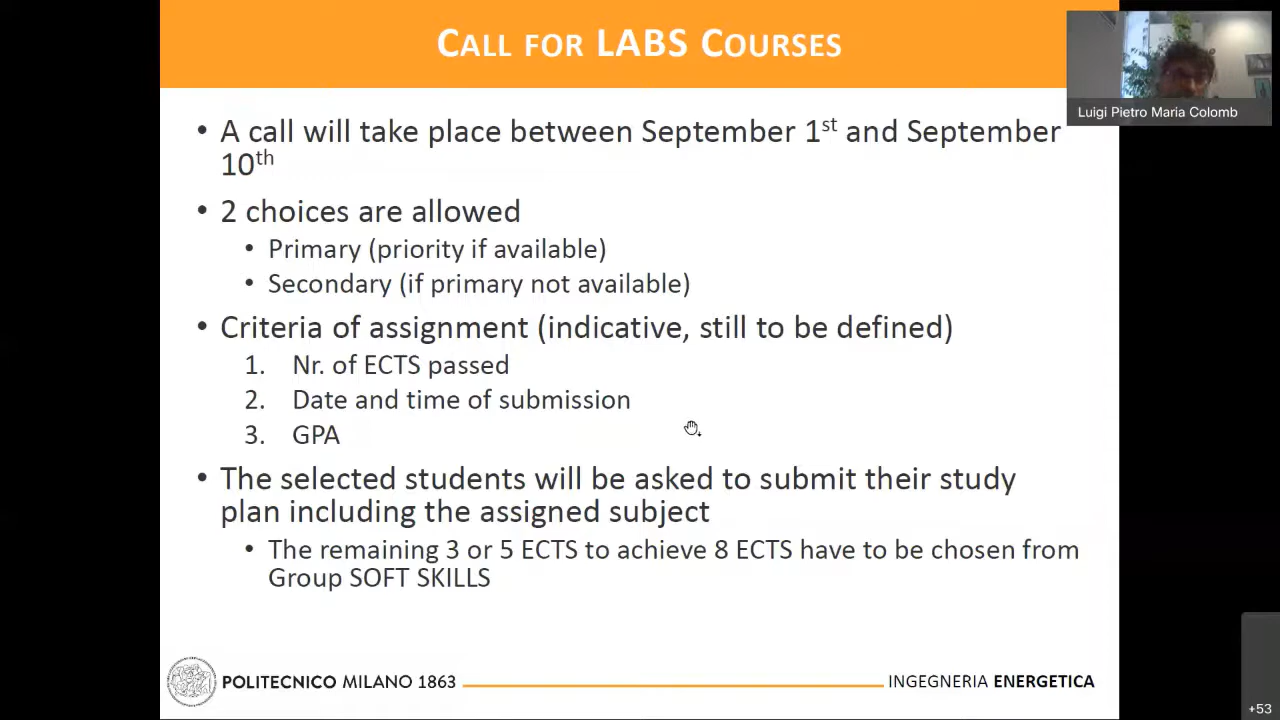 CALL FOR LABS COURSES
Luigi Pietro Maria Colomb
• A call will take place between September 1st and September
10th
• 2 choices are allowed
• Primary (priority if available)
• Secondary (if primary not available)
• Criteria of assignment (indicative, still to be defined)
1. Nr. of ECTS passed
2. Date and time of submission
3. GPA
• The selected students will be asked to submit their study
plan including the assigned subject
• The remaining 3 or 5 ECTS to achieve 8 ECTS have to be chosen from
Group SOFT SKILLS
POLITECNICO MILANO 1863
INGEGNERIA ENERGETICA
+53